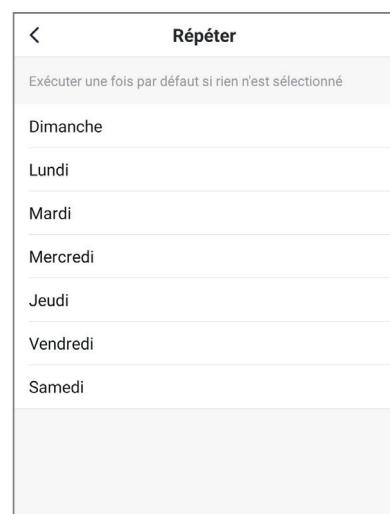 Répéter
Exécuter une fois par défaut si rien n'est sélectionné
Dimanche
Lundi
Mardi
Mercredi
Jeudi
Vendredi
Samedi